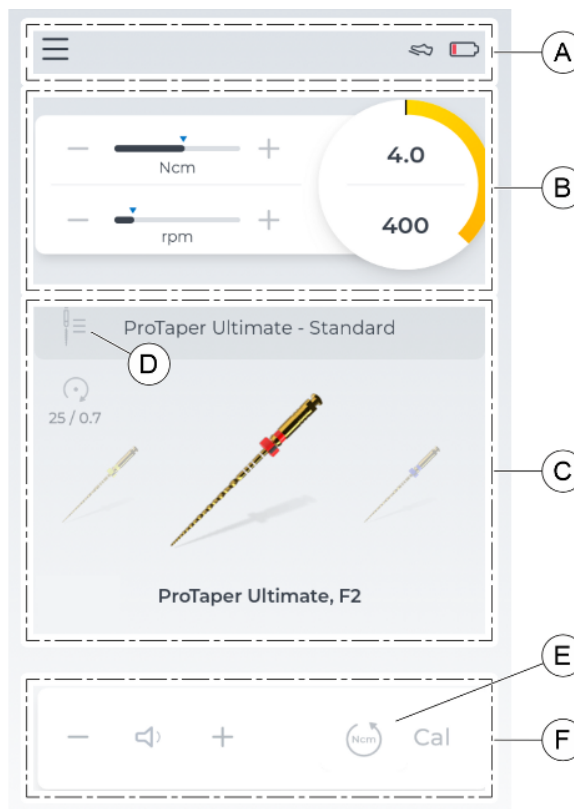 A
4.0
Ncm
B
400
rpm
ProTaper Ultimate - Standard
D
25 / 0.7
C
ProTaper Ultimate, F2
E
Ncm
Cal
F